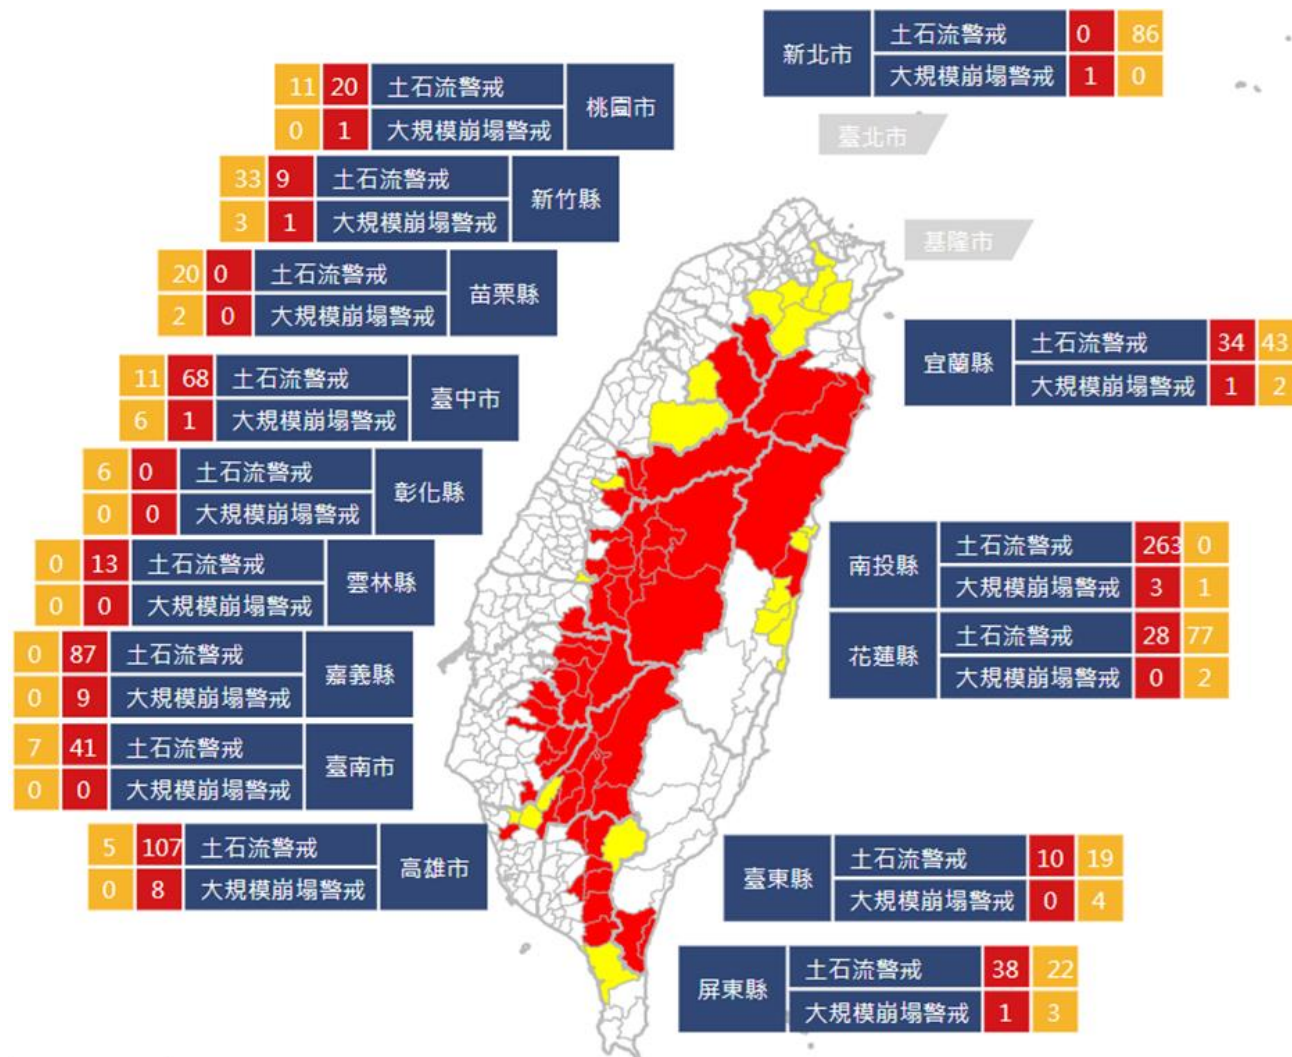 新北市 土石流警戒 0 86
大規模崩塌警戒 1 0
11 20 土石流警戒 桃園市
0 1 大規模崩塌警戒
臺北市
33 9 土石流警戒 新竹縣
3 1 大規模崩塌警戒
基隆市
20 0 土石流警戒 苗栗縣
2 0 大規模崩塌警戒
宜蘭縣 土石流警戒 34 43
大規模崩塌警戒 1 2
11 68 土石流警戒 臺中市
6 1 大規模崩塌警戒
6 0 土石流警戒 彰化縣
0 0 大規模崩塌警戒
南投縣 土石流警戒 263 0
大規模崩塌警戒 3 1
0 13 土石流警戒 雲林縣
0 0 大規模崩塌警戒
花蓮縣 土石流警戒 28 77
大規模崩塌警戒 0 2
0 87 土石流警戒 嘉義縣
0 9 大規模崩塌警戒
7 41 土石流警戒 臺南市
0 0 大規模崩塌警戒
5 107 土石流警戒 高雄市
0 8 大規模崩塌警戒
臺東縣 土石流警戒 10 19
大規模崩塌警戒 0 4
屏東縣 土石流警戒 38 22
大規模崩塌警戒 1 3